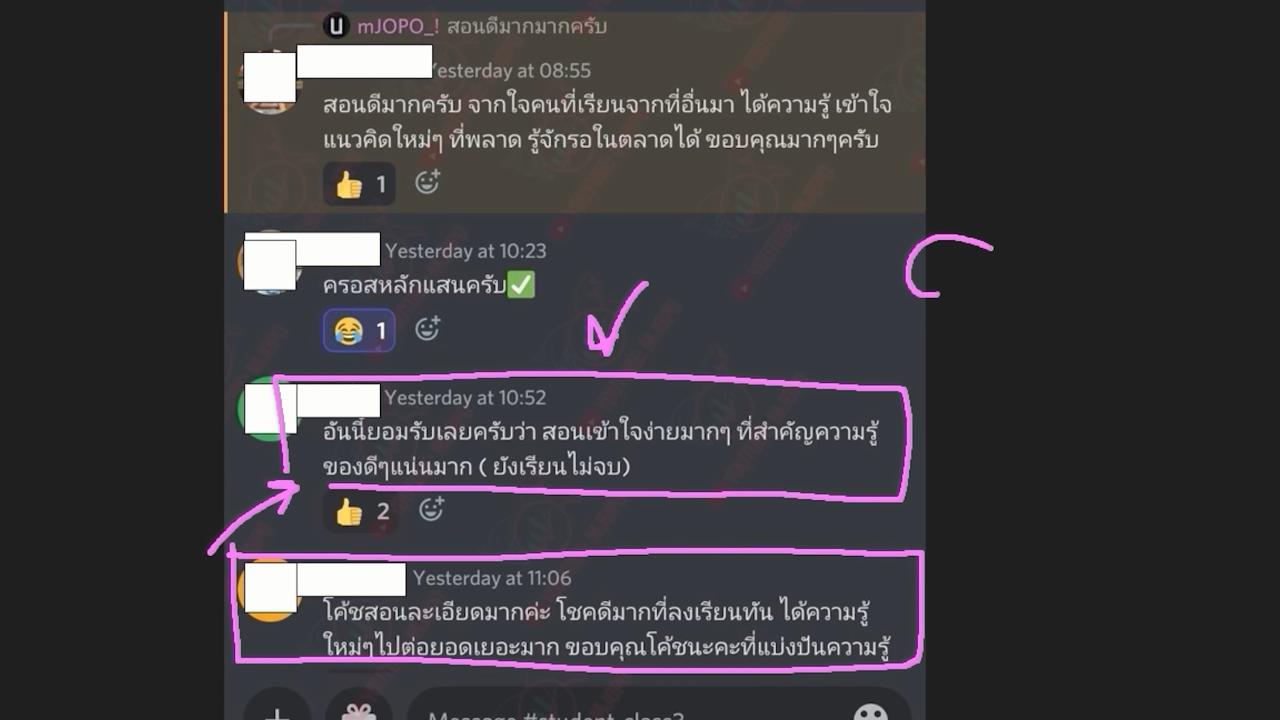 mJOPO_! สอนดีมากมากครับ
Yesterday at 08:55
สอนดีมากครับ จากใจคนที่เรียนจากที่อื่นมา ได้ความรู้ เข้าใจ
แนวคิดใหม่ๆ ที่พลาด รู้จักรอในตลาดได้ ขอบคุณมากๆครับ
1
Yesterday at 10:23
ครอสหลักแสนครับ
1
Yesterday at 10:52
อันนี้ยอมรับเลยครับว่า สอนเข้าใจง่ายมากๆ ที่สำคัญความรู้
ของดีๆแน่นมาก ( ยังเรียนไม่จบ)
2
Yesterday at 11:06
โค้ชสอนละเอียดมากค่ะ โชคดีมากที่ลงเรียนทัน ได้ความรู้
ใหม่ๆไปต่อยอดเยอะมาก ขอบคุณโค้ชนะคะที่แบ่งปันความรู้
Message #student-class3